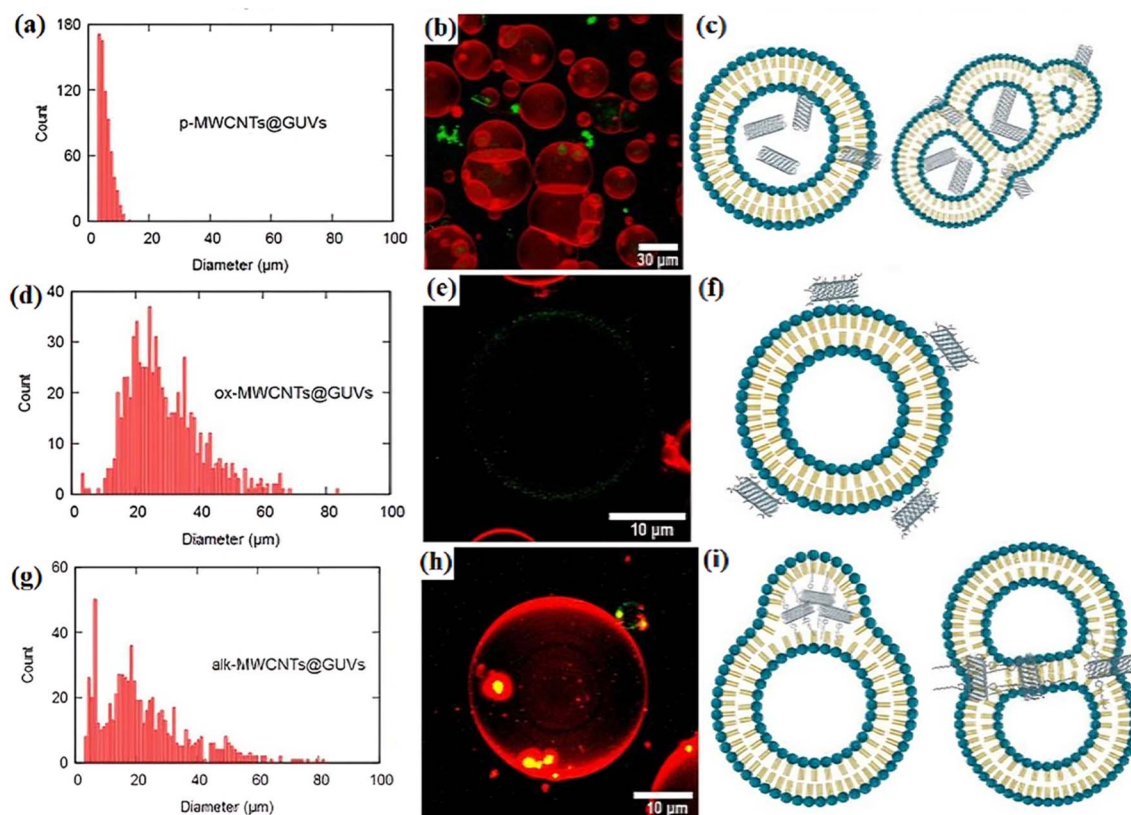 (a)
180
120
60
0
Count
p-MWCNTs@GUVs
0 20 40 60 80 100
Diameter (µm)
(b)
30 µm
(c)
(d)
40
30
20
10
0
Count
ox-MWCNTs@GUVs
0 20 40 60 80 100
Diameter (µm)
(e)
10 µm
(f)
(g)
60
40
20
0
Count
alk-MWCNTs@GUVs
0 20 40 60 80 100
Diameter (µm)
(h)
10 µm
(i)